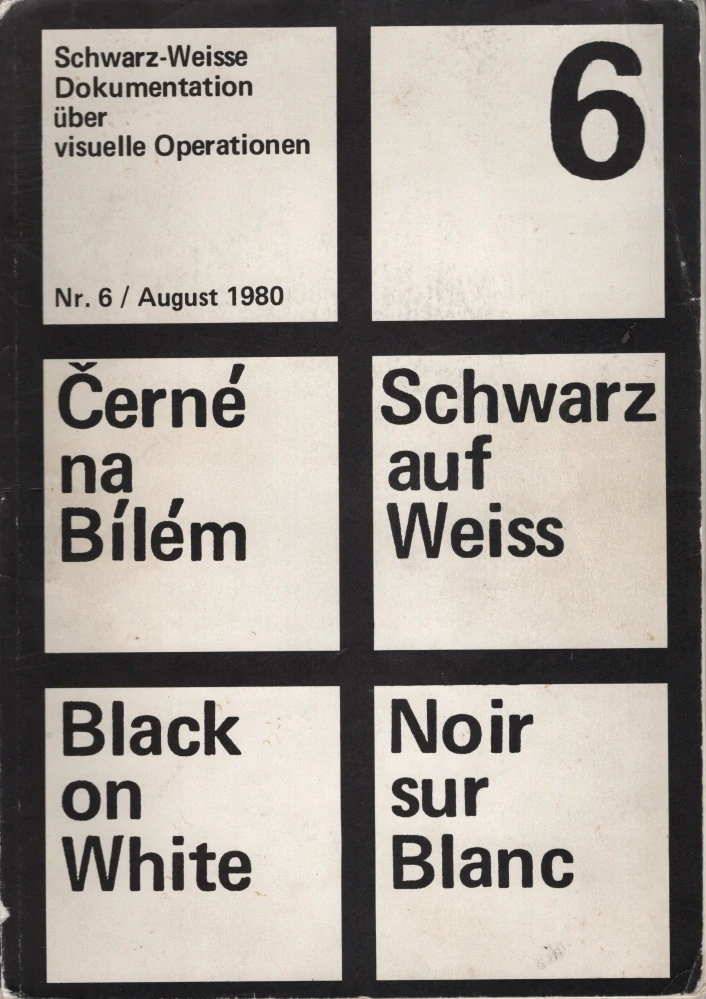 Schwarz-Weisse
Dokumentation
über
visuelle Operationen
Nr. 6 / August 1980
6
Černé
na
Bílém
Schwarz
auf
Weiss
Black
on
White
Noir
sur
Blanc